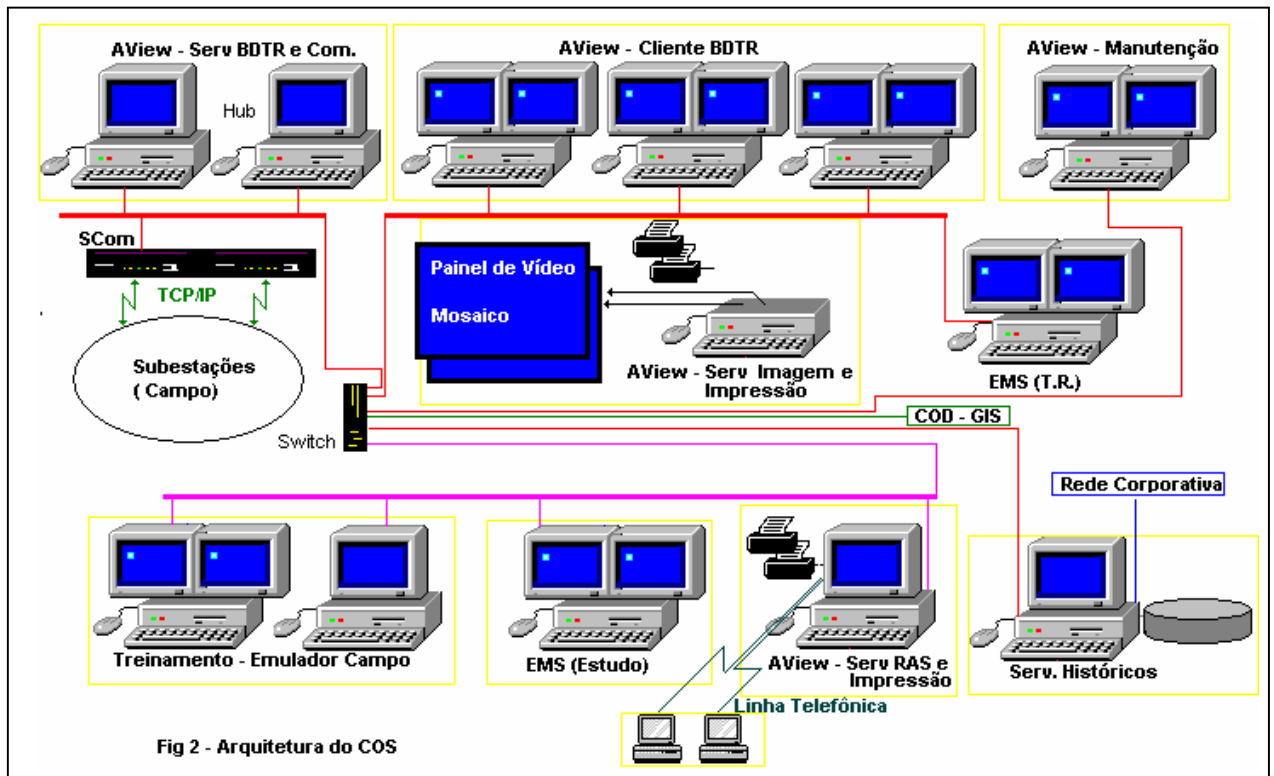 AView - Serv BDTR e Com.
AView - Cliente BDTR
AView - Manutenção
Hub
SCom
TCP/IP
Subestações
( Campo)
Painel de Vídeo
Mosaico
AView - Serv Imagem e
Impressão
EMS (T.R.)
COD - GIS
Switch
Rede Corporativa
Treinamento - Emulador Campo
EMS (Estudo)
AView - Serv RAS e
Impressão
Serv. Históricos
Linha Telefônica
Fig 2 - Arquitetura do COS